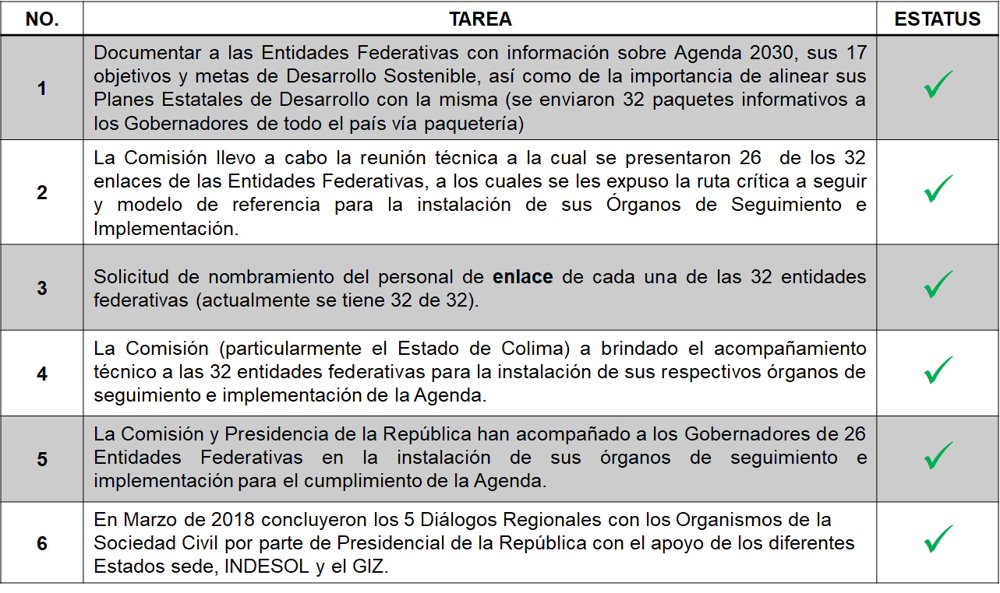 NO. TAREA ESTATUS
1
Documentar a las Entidades Federativas con información sobre Agenda 2030, sus 17
objetivos y metas de Desarrollo Sostenible, así como de la importancia de alinear sus
Planes Estatales de Desarrollo con la misma (se enviaron 32 paquetes informativos a
los Gobernadores de todo el país vía paquetería)
2
La Comisión llevo a cabo la reunión técnica a la cual se presentaron 26 de los 32
enlaces de las Entidades Federativas, a los cuales se les expuso la ruta crítica a seguir
y modelo de referencia para la instalación de sus Órganos de Seguimiento e
Implementación.
3
Solicitud de nombramiento del personal de enlace de cada una de las 32 entidades
federativas (actualmente se tiene 32 de 32).
4
La Comisión (particularmente el Estado de Colima) a brindado el acompañamiento
técnico a las 32 entidades federativas para la instalación de sus respectivos órganos de
seguimiento e implementación de la Agenda.
5
La Comisión y Presidencia de la República han acompañado a los Gobernadores de 26
Entidades Federativas en la instalación de sus órganos de seguimiento e
implementación para el cumplimiento de la Agenda.
6
En Marzo de 2018 concluyeron los 5 Diálogos Regionales con los Organismos de la
Sociedad Civil por parte de Presidencial de la República con el apoyo de los diferentes
Estados sede, INDESOL y el GIZ.